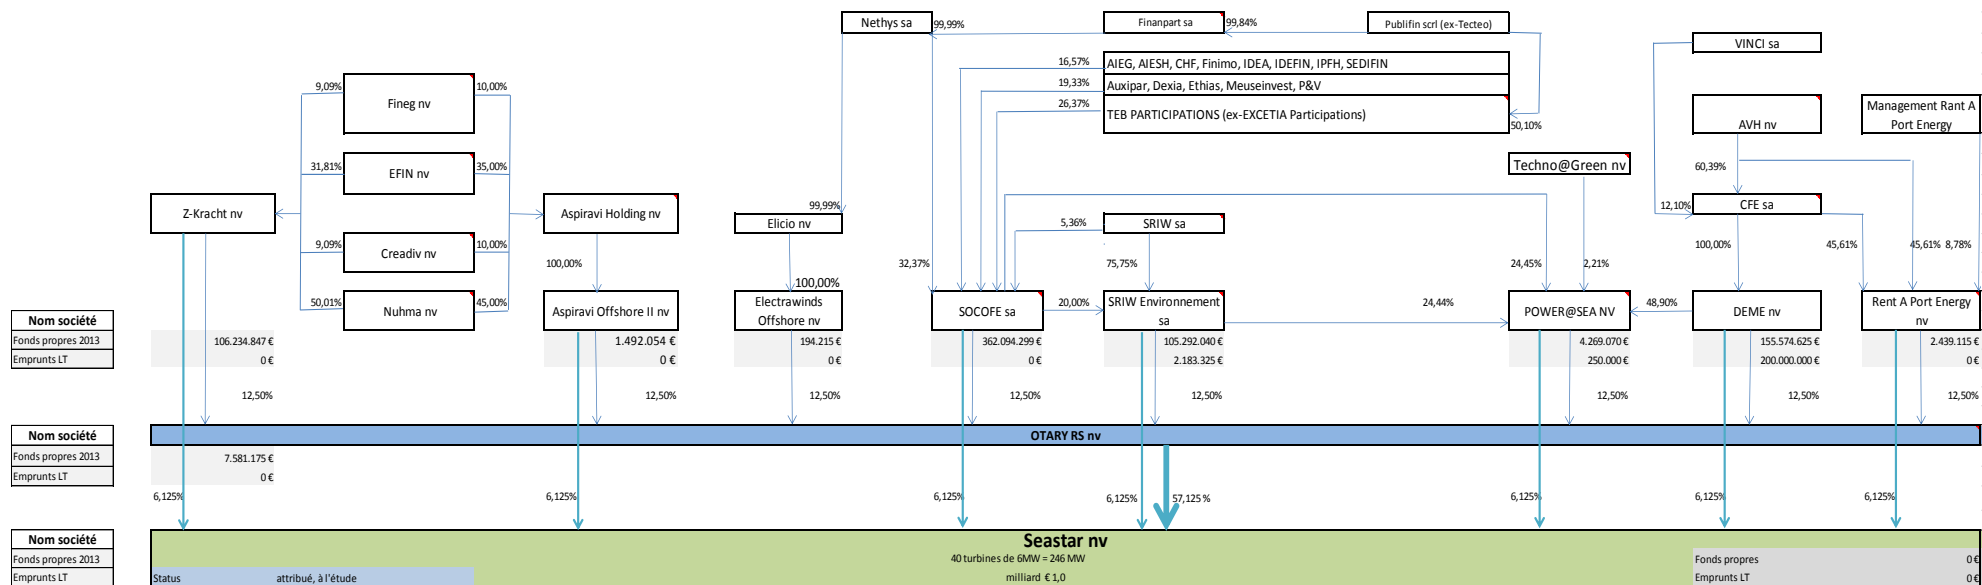 Nethys sa
99,99%
Finanpart sa
99,84%
Publifin scrl (ex-Tecteo)
VINCI sa
16,57%
AIEG, AIESH, CHF, Finimo, IDEA, IDEFIN, IPFH, SEDIFIN
9,09%
Fineg nv
10,00%
19,33%
Auxipar, Dexia, Ethias, Meuseinvest, P&V
26,37%
TEB PARTICIPATIONS (ex-EXCETIA Participations)
50,10%
AVH nv
Management Rant A
Port Energy
31,81%
EFIN nv
35,00%
Techno@Green nv
60,39%
Z-Kracht nv
Aspiravi Holding nv
99,99%
Elicio nv
5,36%
SRIW sa
12,10%
CFE sa
9,09%
Creadiv nv
10,00%
100,00%
32,37%
75,75%
24,45%
2,21%
100,00%
45,61%
45,61%
8,78%
100,00%
50,01%
Nuhma nv
45,00%
Aspiravi Offshore II nv
Electrawinds
Offshore nv
SOCOFE sa
20,00%
SRIW Environnement
sa
24,44%
POWER@SEA NV
48,90%
DEME nv
Rent A Port Energy
nv
Nom société
Fonds propres 2013
106.234.847 €
1.492.054 €
194.215 €
362.094.299 €
105.292.040 €
4.269.070 €
155.574.625 €
2.439.115 €
Emprunts LT
0 €
0 €
0 €
0 €
2.183.325 €
250.000 €
200.000.000 €
0 €
12,50%
12,50%
12,50%
12,50%
12,50%
12,50%
12,50%
12,50%
Nom société
OTARY RS nv
Fonds propres 2013
7.581.175 €
Emprunts LT
0 €
6,125%
6,125%
6,125%
6,125%
57,125 %
6,125%
6,125%
6,125%
Nom société
Seastar nv
Fonds propres 2013
40 turbines de 6MW = 246 MW
Fonds propres
0 €
Emprunts LT
Status
attribué, à l'étude
milliard € 1,0
Emprunts LT
0 €